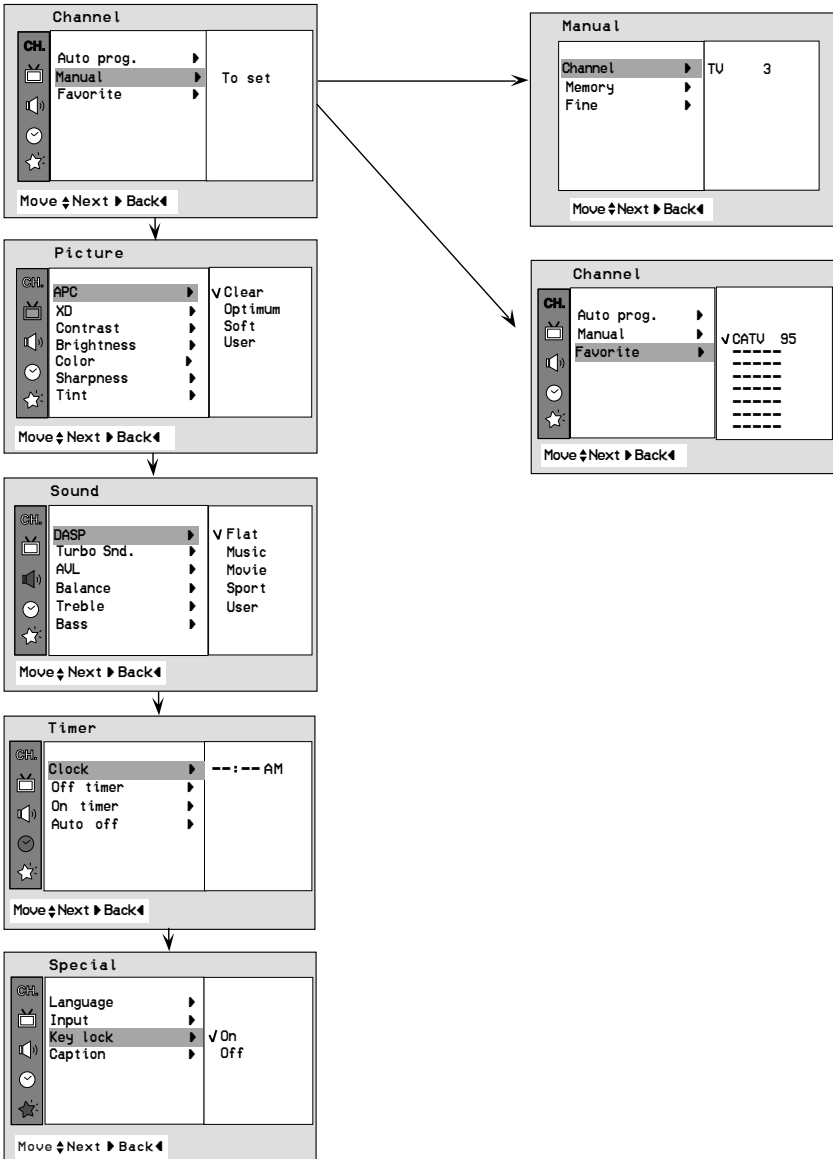 Channel
CH.
Auto prog.
Manual To set
Favorite
Move Next Back
Manual
Channel TV 3
Memory
Fine
Move Next Back
Picture
CH.
APC Clear
XD Optimum
Contrast Soft
Brightness User
Color
Sharpness
Tint
Move Next Back
Channel
CH.
Auto prog.
Manual CATV 95
Favorite -----
-----
-----
-----
-----
-----
Move Next Back
Sound
CH.
DASP Flat
Turbo Snd. Music
AVL Movie
Balance Sport
Treble User
Bass
Move Next Back
Timer
CH.
Clock --:-- AM
Off timer
On timer
Auto off
Move Next Back
Special
CH.
Language
Input
Key lock On
Caption Off
Move Next Back